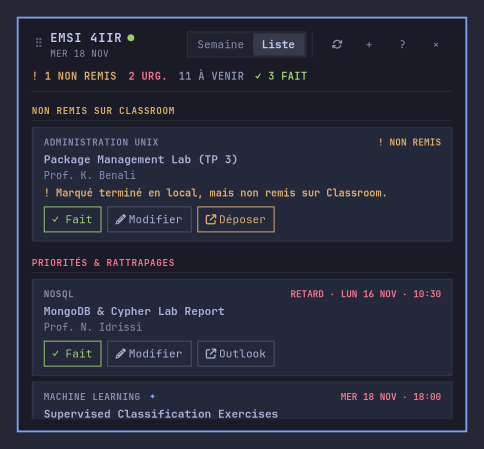 EMSI 4IIR
MER 18 NOV
Semaine Liste + ? ×
! 1 NON REMIS 2 URG. 11 À VENIR ✓ 3 FAIT
NON REMIS SUR CLASSROOM
ADMINISTRATION UNIX ! NON REMIS
Package Management Lab (TP 3)
Prof. K. Benali
! Marqué terminé en local, mais non remis sur Classroom.
✓ Fait Modifier Déposer
PRIORITÉS & RATTRAPAGES
NOSQL RETARD · LUN 16 NOV · 10:30
MongoDB & Cypher Lab Report
Prof. N. Idrissi
✓ Fait Modifier Outlook
MACHINE LEARNING ✦ MER 18 NOV · 18:00
Supervised Classification Exercises